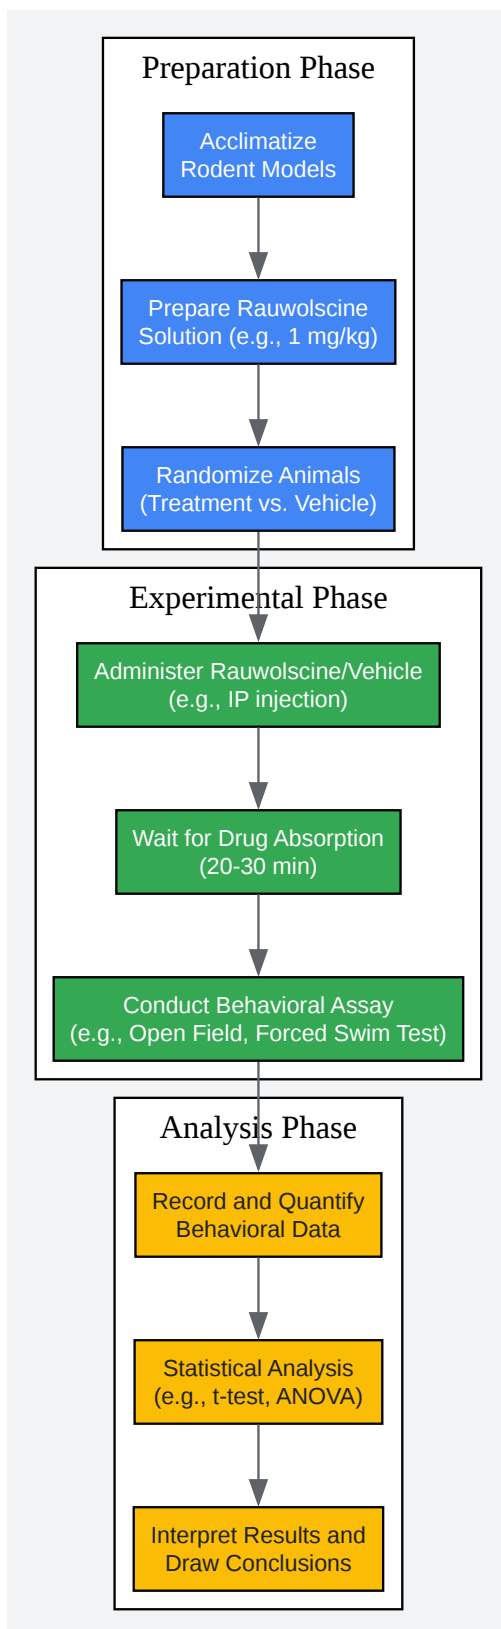 Preparation Phase
Acclimatize
Rodent Models
Prepare Rauwolscine
Solution (e.g., 1 mg/kg)
Randomize Animals
(Treatment vs. Vehicle)
Experimental Phase
Administer Rauwolscine/Vehicle
(e.g., IP injection)
Wait for Drug Absorption
(20-30 min)
Conduct Behavioral Assay
(e.g., Open Field, Forced Swim Test)
Analysis Phase
Record and Quantify
Behavioral Data
Statistical Analysis
(e.g., t-test, ANOVA)
Interpret Results and
Draw Conclusions